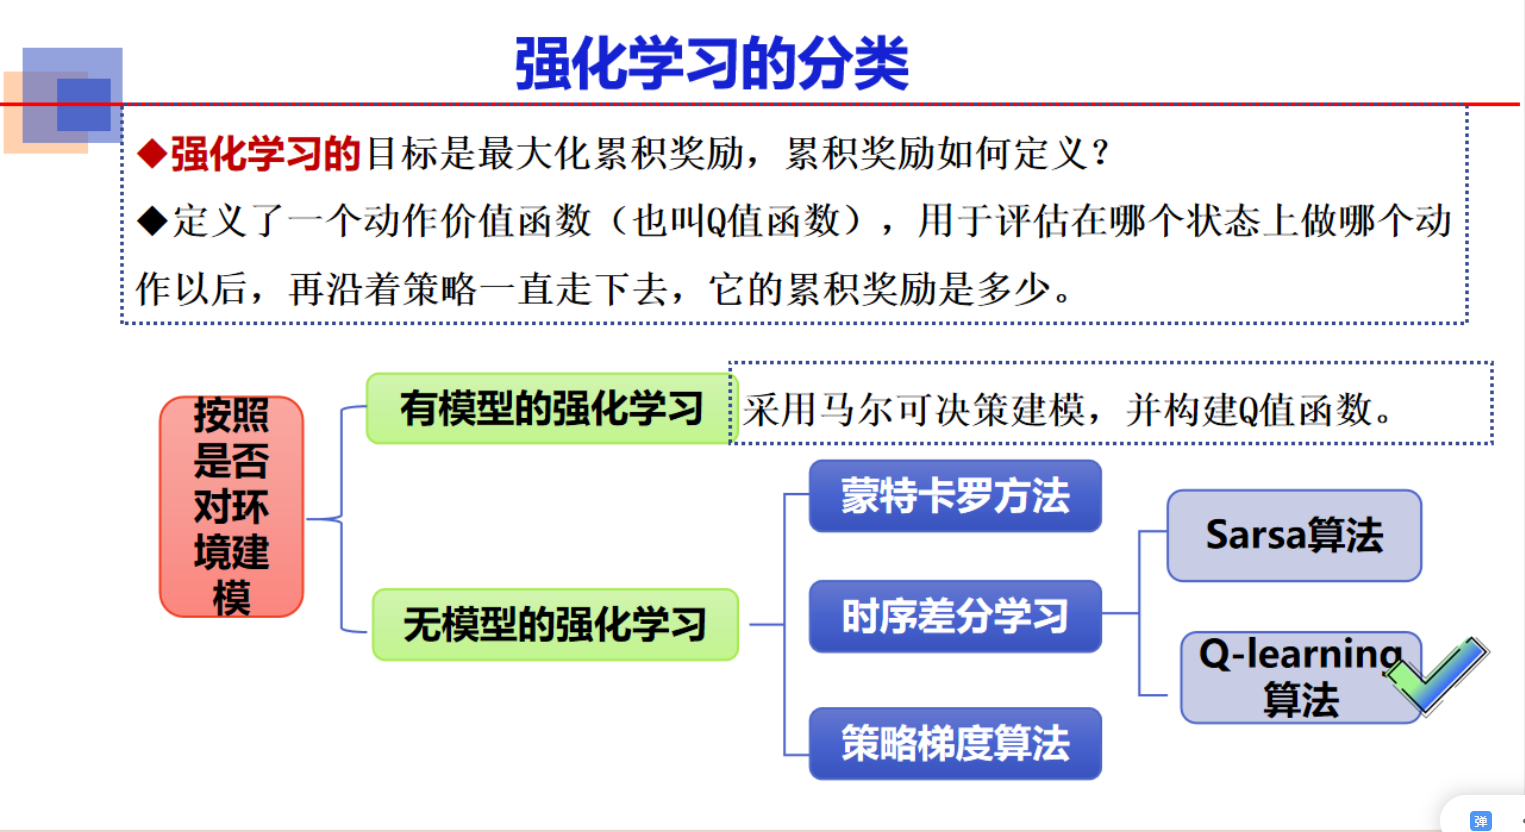 强化学习的分类
◆强化学习的目标是最大化累积奖励，累积奖励如何定义？
◆定义了一个动作价值函数（也叫Q值函数），用于评估在哪个状态上做哪个动
作以后，再沿着策略一直走下去，它的累积奖励是多少。
按照
是否
对环
境建
模
有模型的强化学习
采用马尔可决策建模，并构建Q值函数。
无模型的强化学习
蒙特卡罗方法
时序差分学习
策略梯度算法
Sarsa算法
Q-learning
算法
弹